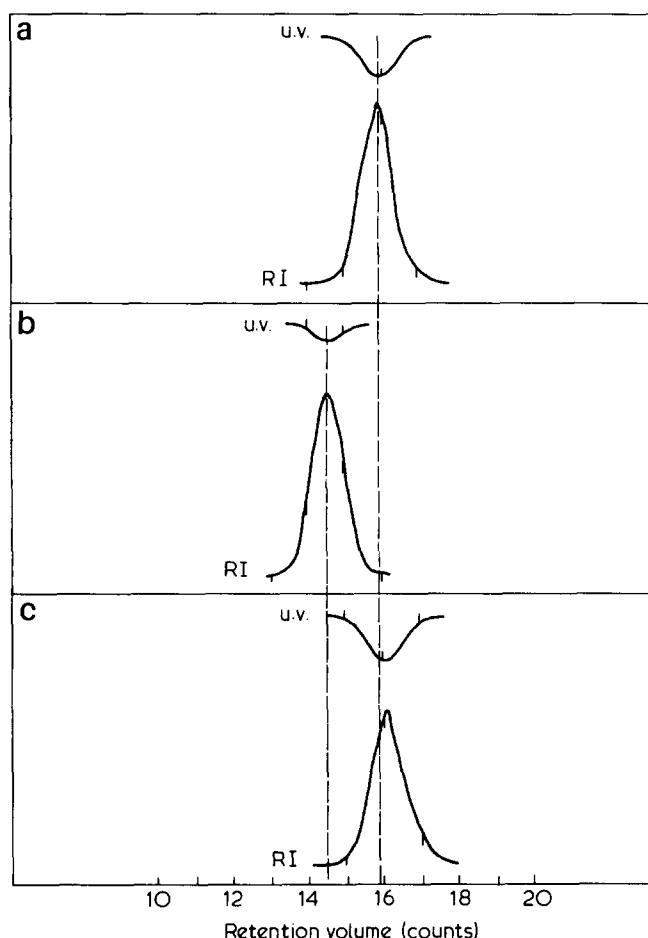 a
u.v.
RI
b
u.v.
RI
c
u.v.
RI
10 12 14 16 18 20
Retention volume (counts)